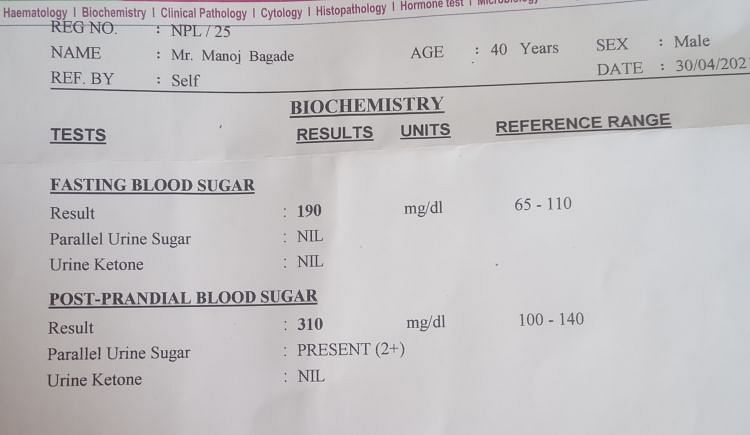 Haematology I Biochemistry I Clinical Pathology I Cytology I Histopathology I Hormone test I Microbiology
REG NO. : NPL / 25
NAME : Mr. Manoj Bagade AGE : 40 Years SEX : Male
REF. BY : Self DATE : 30/04/202
BIOCHEMISTRY
TESTS RESULTS UNITS REFERENCE RANGE
FASTING BLOOD SUGAR
Result : 190 mg/dl 65 - 110
Parallel Urine Sugar : NIL
Urine Ketone : NIL
POST-PRANDIAL BLOOD SUGAR
Result : 310 mg/dl 100 - 140
Parallel Urine Sugar : PRESENT (2+)
Urine Ketone : NIL